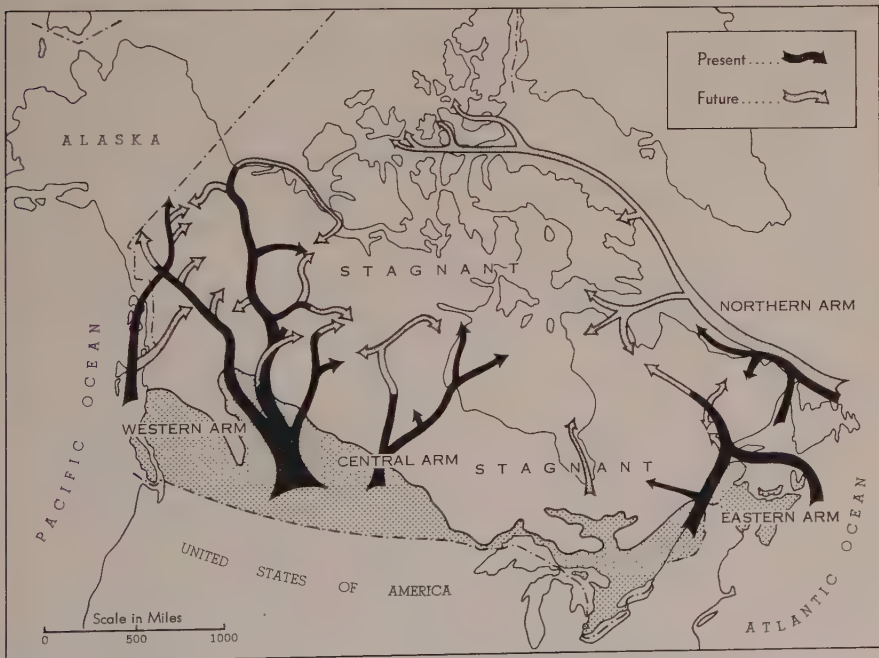 Present.....
Future......
ALASKA
STAGNANT
NORTHERN ARM
PACIFIC OCEAN
WESTERN ARM
CENTRAL ARM
STAGNANT
EASTERN ARM
UNITED STATES OF AMERICA
ATLANTIC OCEAN
Scale in Miles
0 500 1000